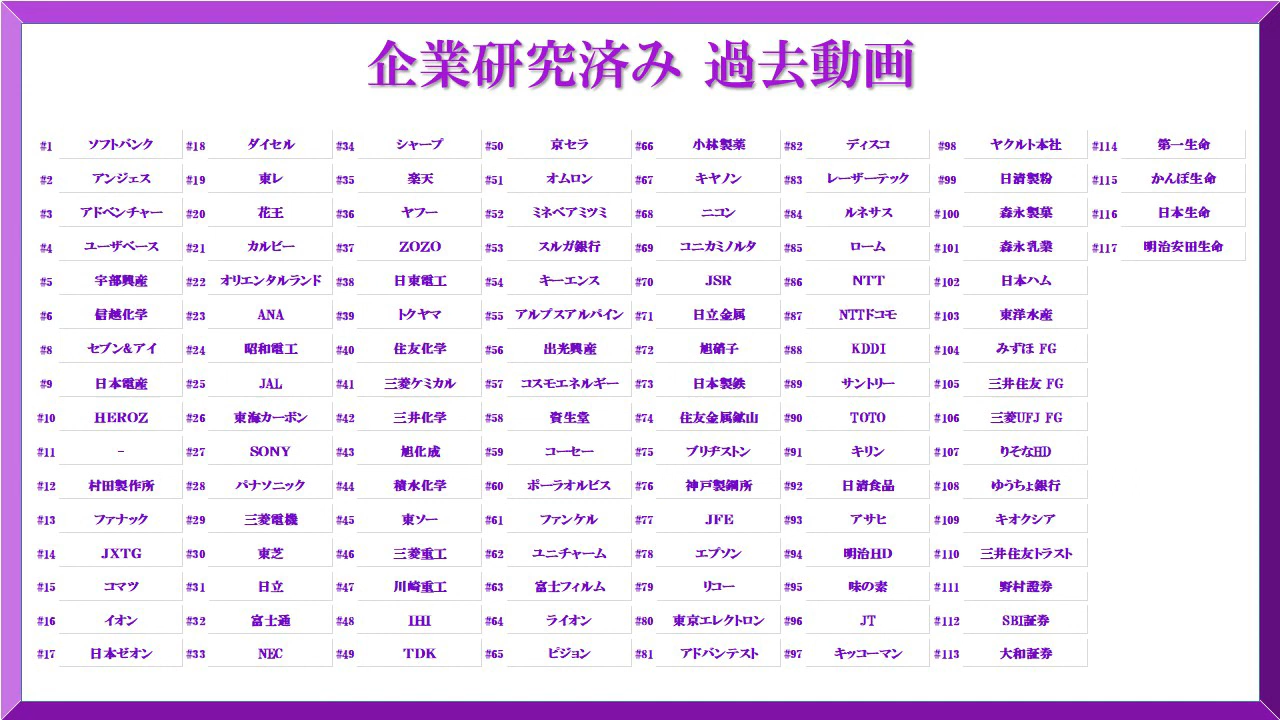 企業研究済み 過去動画
#1 ソフトバンク #18 ダイセル #34 シャープ #50 京セラ #66 小林製薬 #82 ディスコ #98 ヤクルト本社 #114 第一生命
#2 アンジェス #19 東レ #35 楽天 #51 オムロン #67 キヤノン #83 レーザーテック #99 日清製粉 #115 かんぽ生命
#3 アドベンチャー #20 花王 #36 ヤフー #52 ミネベアミツミ #68 ニコン #84 ルネサス #100 森永製菓 #116 日本生命
#4 ユーザベース #21 カルビー #37 ZOZO #53 スルガ銀行 #69 コニカミノルタ #85 ローム #101 森永乳業 #117 明治安田生命
#5 宇部興産 #22 オリエンタルランド #38 日東電工 #54 キーエンス #70 JSR #86 NTT #102 日本ハム
#6 信越化学 #23 ANA #39 トクヤマ #55 アルプスアルパイン #71 日立金属 #87 NTTドコモ #103 東洋水産
#8 セブン&アイ #24 昭和電工 #40 住友化学 #56 出光興産 #72 旭硝子 #88 KDDI #104 みずほ FG
#9 日本電産 #25 JAL #41 三菱ケミカル #57 コスモエネルギー #73 日本製鉄 #89 サントリー #105 三井住友 FG
#10 HEROZ #26 東海カーボン #42 三井化学 #58 資生堂 #74 住友金属鉱山 #90 TOTO #106 三菱UFJ FG
#11 - #27 SONY #43 旭化成 #59 コーセー #75 ブリヂストン #91 キリン #107 りそなHD
#12 村田製作所 #28 パナソニック #44 積水化学 #60 ポーラオルビス #76 神戸製鋼所 #92 日清食品 #108 ゆうちょ銀行
#13 ファナック #29 三菱電機 #45 東ソー #61 ファンケル #77 JFE #93 アサヒ #109 キオクシア
#14 JXTG #30 東芝 #46 三菱重工 #62 ユニチャーム #78 エプソン #94 明治HD #110 三井住友トラスト
#15 コマツ #31 日立 #47 川崎重工 #63 富士フィルム #79 リコー #95 味の素 #111 野村證券
#16 イオン #32 富士通 #48 IHI #64 ライオン #80 東京エレクトロン #96 JT #112 SBI証券
#17 日本ゼオン #33 NEC #49 TDK #65 ピジョン #81 アドバンテスト #97 キッコーマン #113 大和証券